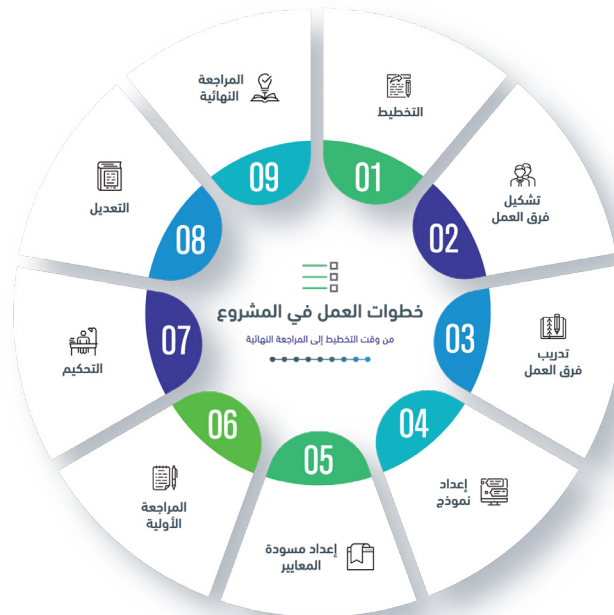 خطوات العمل في المشروع
من وقت التخطيط إلى المراجعة النهائية
01
التخطيط
02
تشكيل
فرق العمل
03
تدريب
فرق العمل
04
إعداد
نموذج
05
إعداد مسودة
المعايير
06
المراجعة
الأولية
07
التحكيم
08
التعديل
09
المراجعة
النهائية